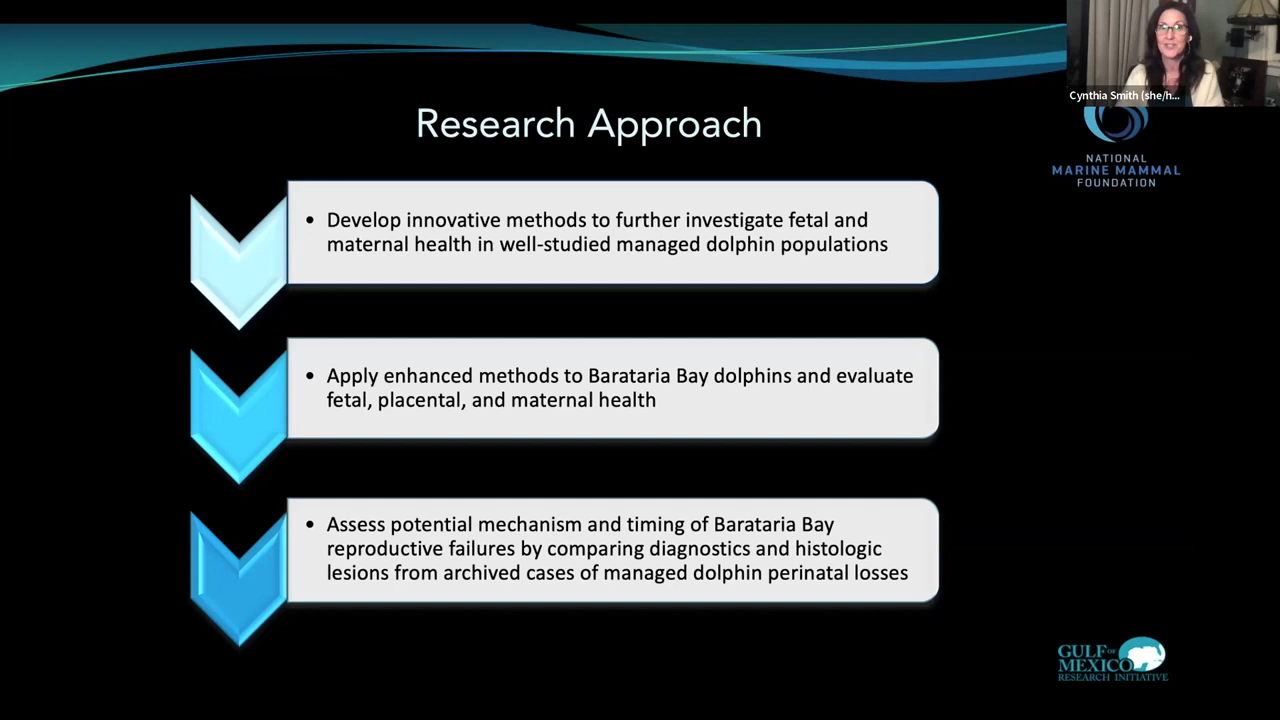 Cynthia Smith (she/h...
Research Approach
NATIONAL
MARINE MAMMAL
FOUNDATION
• Develop innovative methods to further investigate fetal and
maternal health in well-studied managed dolphin populations
• Apply enhanced methods to Barataria Bay dolphins and evaluate
fetal, placental, and maternal health
• Assess potential mechanism and timing of Barataria Bay
reproductive failures by comparing diagnostics and histologic
lesions from archived cases of managed dolphin perinatal losses
GULF OF
MEXICO
RESEARCH INITIATIVE